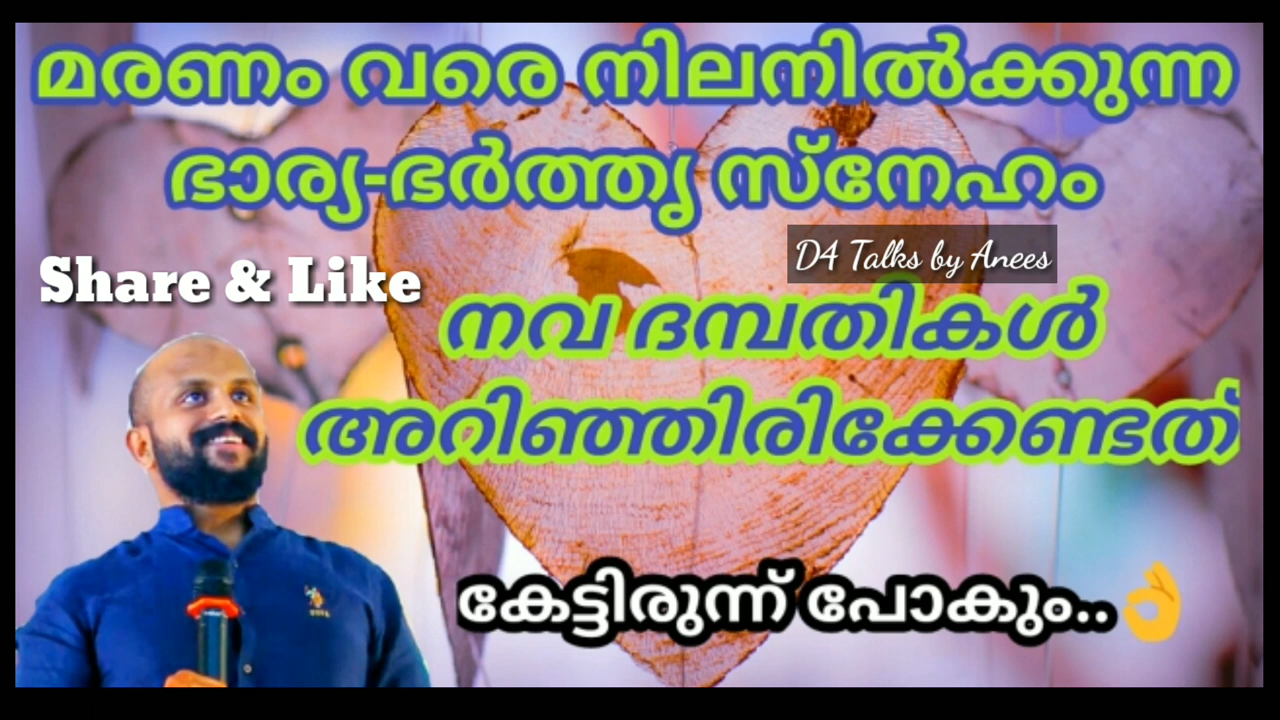 മരണം വരെ നിലനിൽക്കുന്ന
ഭാര്യ-ഭർത്തൃ സ്നേഹം
D4 Talks by Anees
Share & Like
നവ ദമ്പതികൾ
അറിഞ്ഞിരിക്കേണ്ടത്
കേട്ടിരുന്ന് പോകും..👌